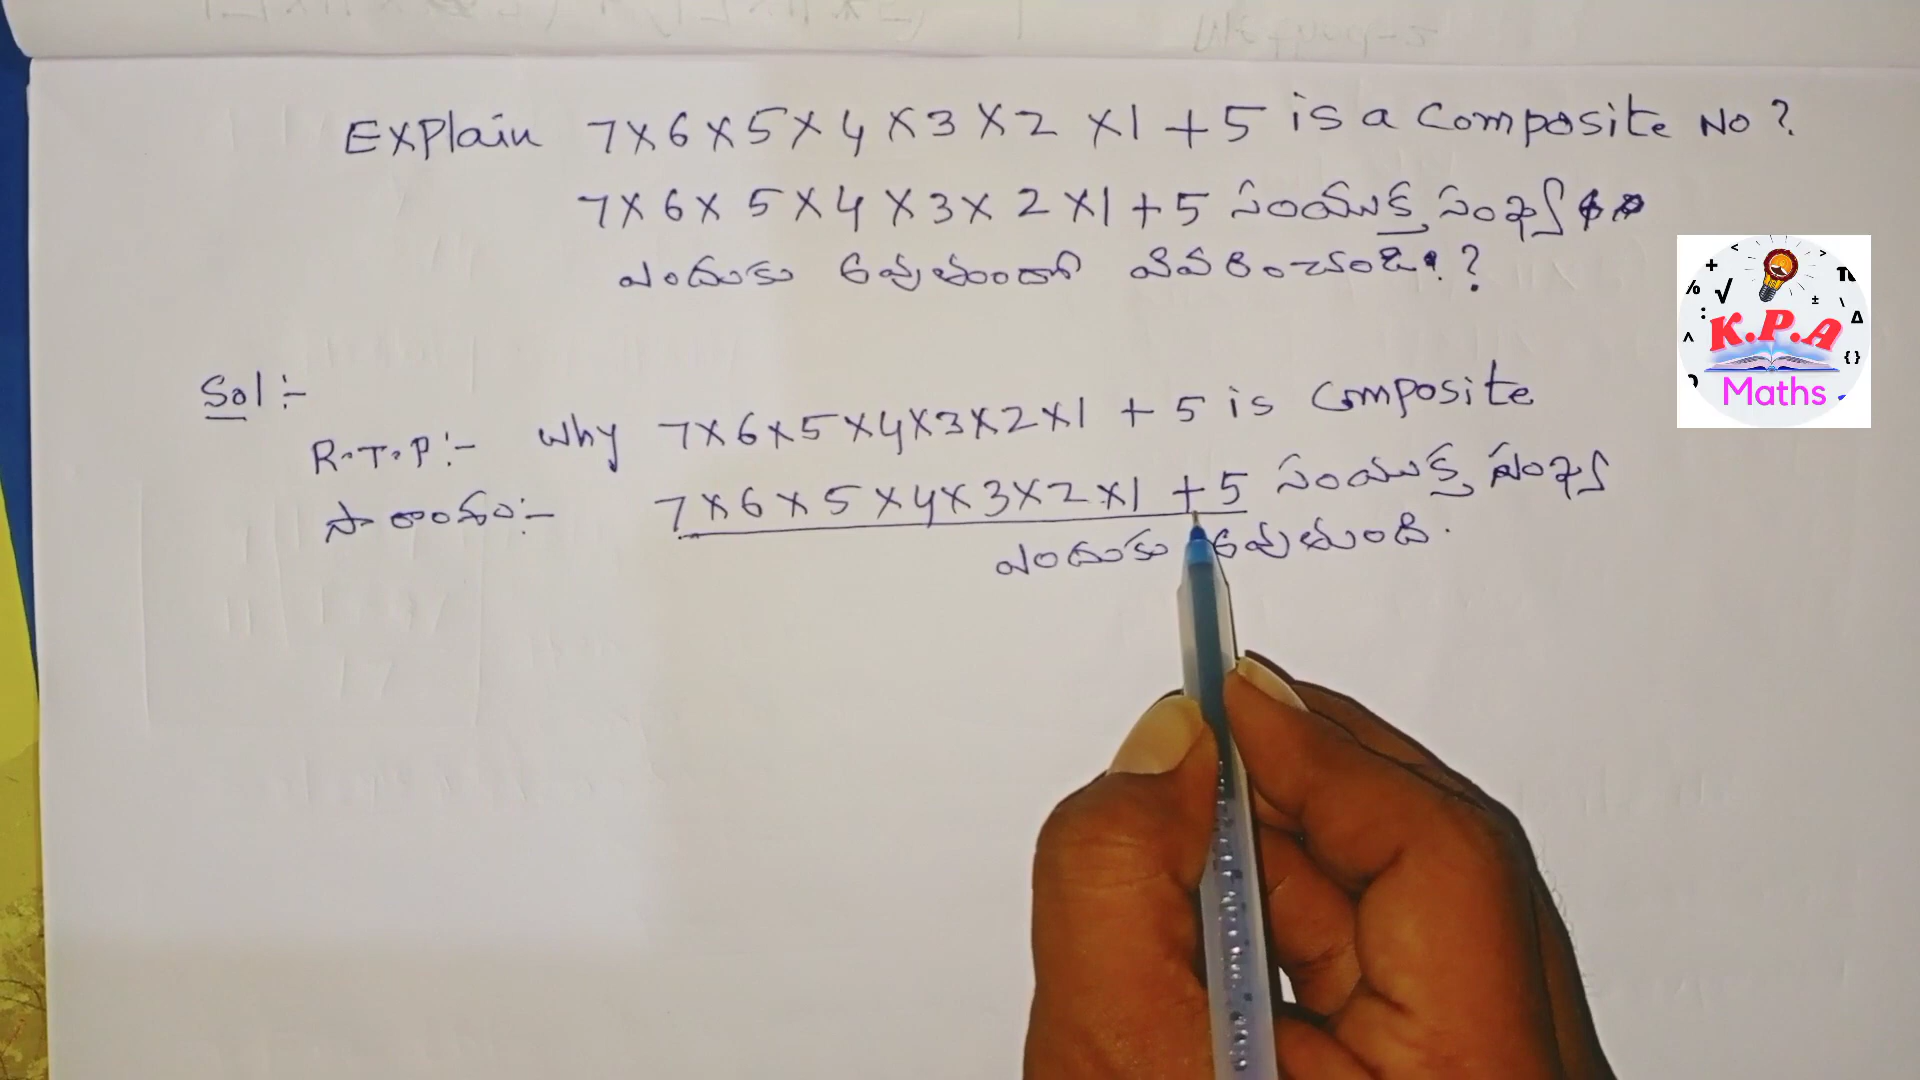 Explain 7×6×5×4×3×2×1+5 is a Composite No?
7×6×5×4×3×2×1+5 సంయుక్త సంఖ్య
ఎందుకు అవుతుందో వివరించండి?
Sol:-
R.T.P:- Why 7×6×5×4×3×2×1+5 is Composite
సారాంశం:- 7×6×5×4×3×2×1+5 సంయుక్త సంఖ్య
ఎందుకు అవుతుంది.
K.P.A
Maths